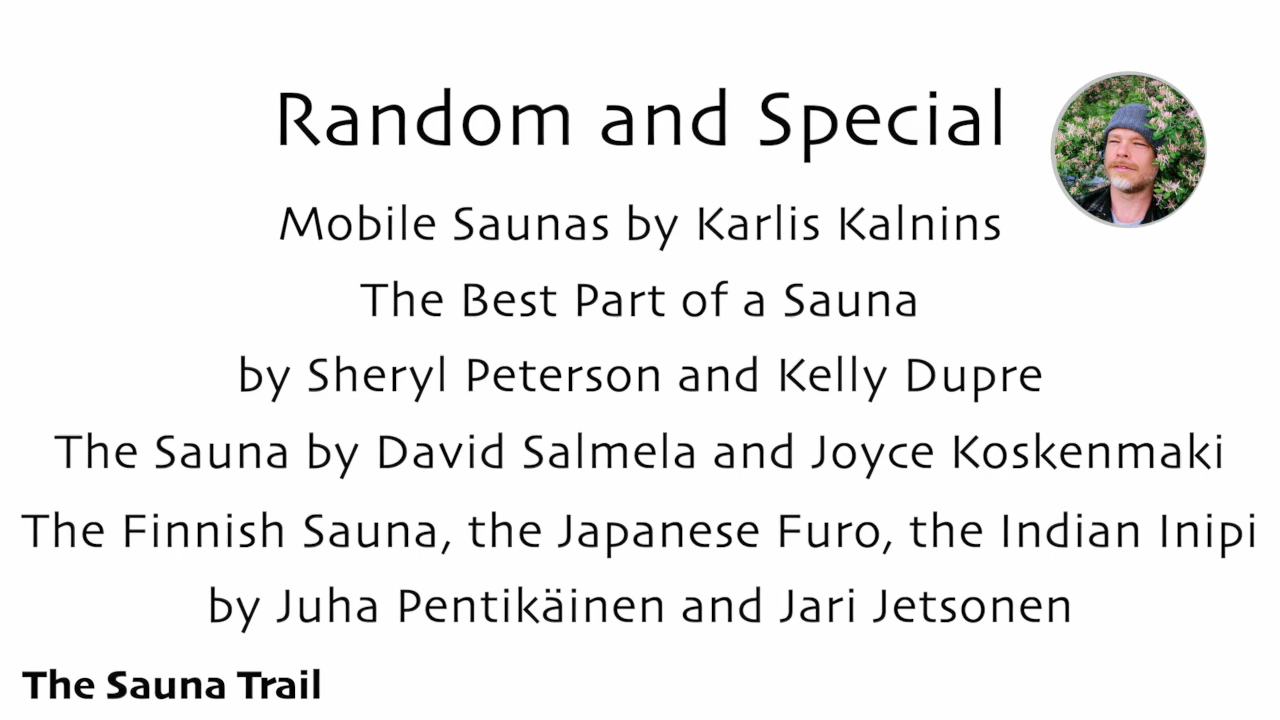 Random and Special
Mobile Saunas by Karlis Kalnins
The Best Part of a Sauna
by Sheryl Peterson and Kelly Dupre
The Sauna by David Salmela and Joyce Koskenmaki
The Finnish Sauna, the Japanese Furo, the Indian Inipi
by Juha Pentikäinen and Jari Jetsonen
The Sauna Trail